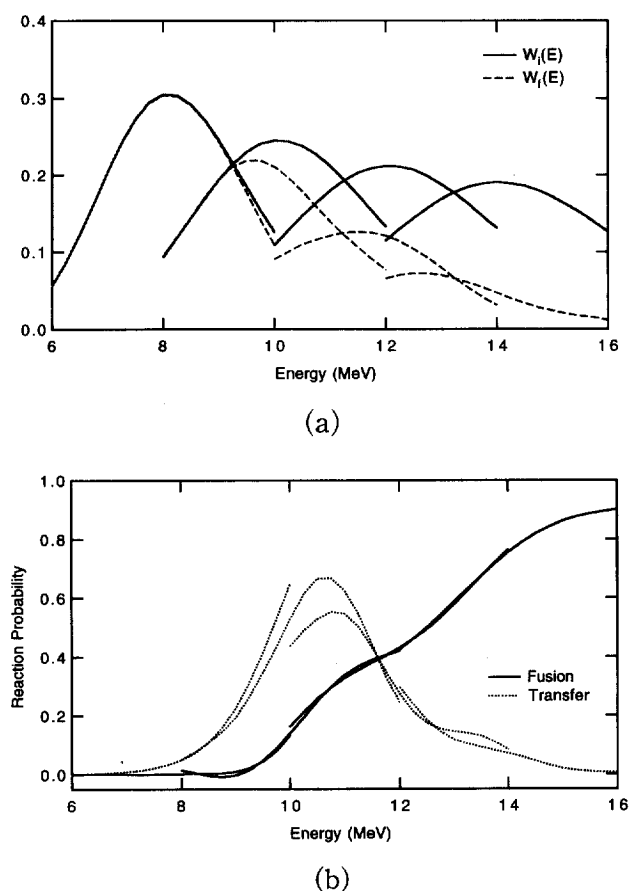 0.4
0.3
0.2
0.1
0.0
Wᵢ(E)
W_f(E)
6 8 10 12 14 16
Energy (MeV)
(a)
1.0
0.8
0.6
0.4
0.2
0.0
Reaction Probability
Fusion
Transfer
6 8 10 12 14 16
Energy (MeV)
(b)